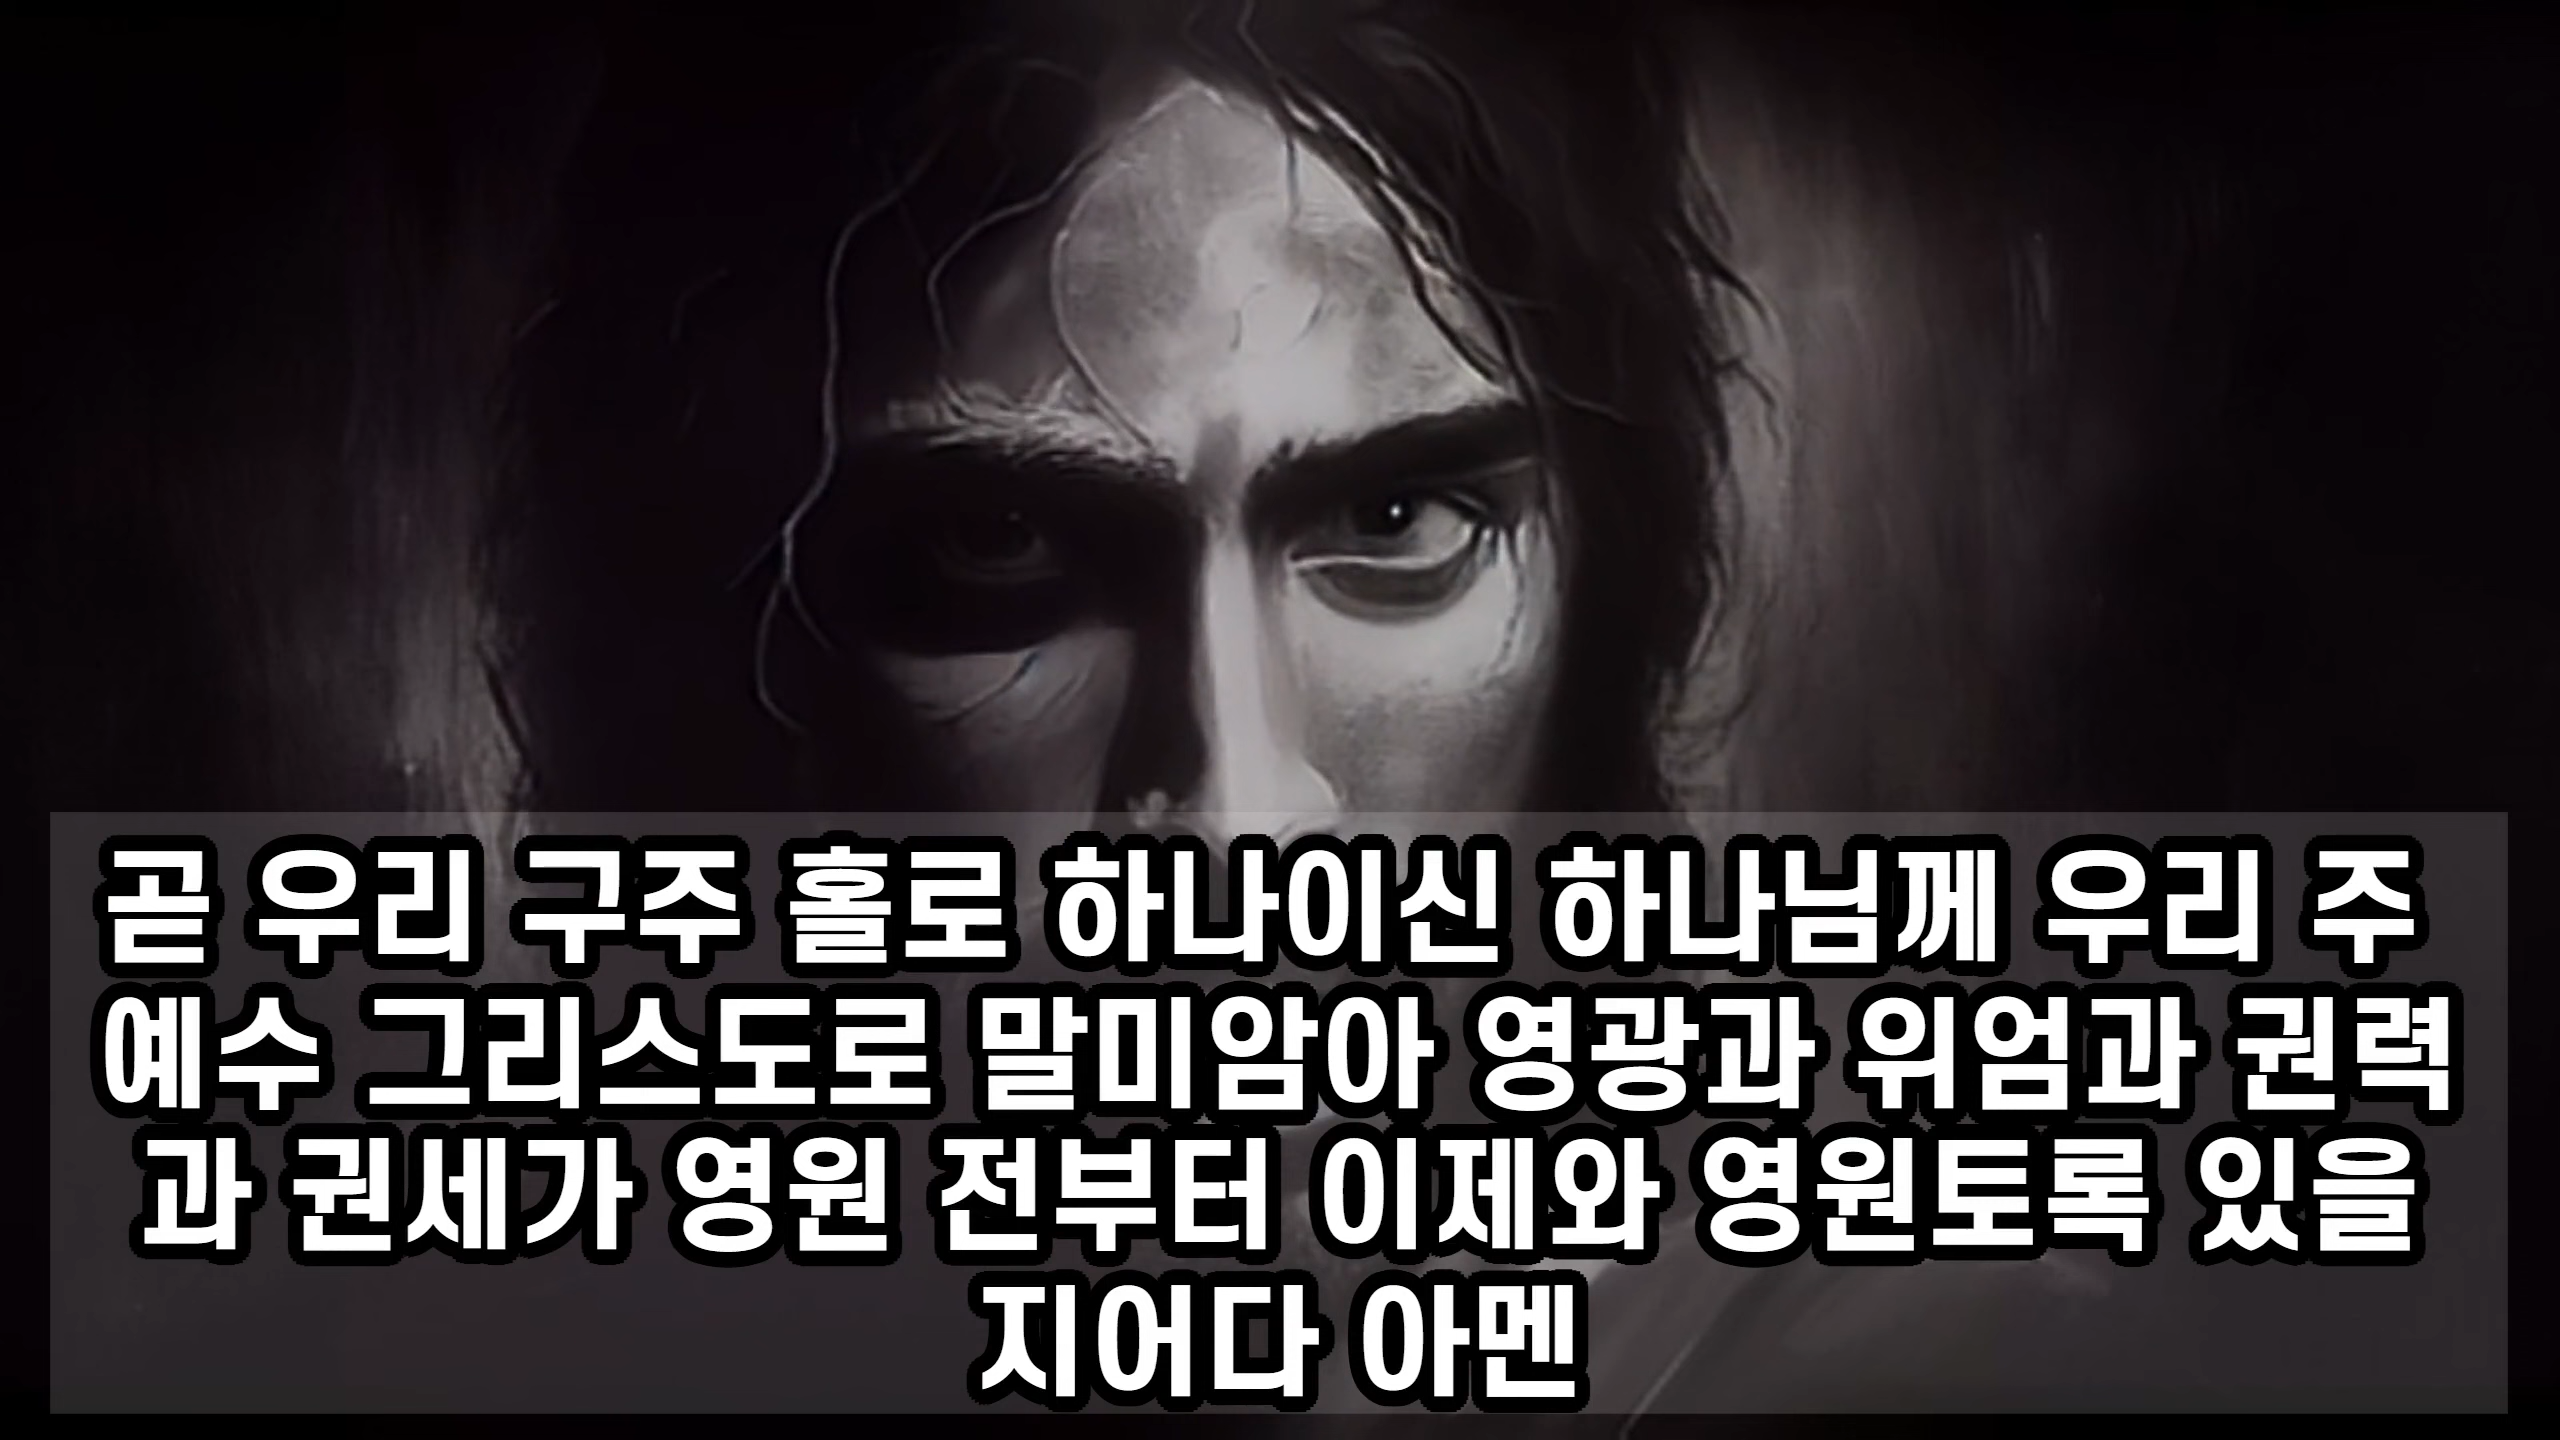 곧 우리 구주 홀로 하나이신 하나님께 우리 주
예수 그리스도로 말미암아 영광과 위엄과 권력
과 권세가 영원 전부터 이제와 영원토록 있을
지어다 아멘